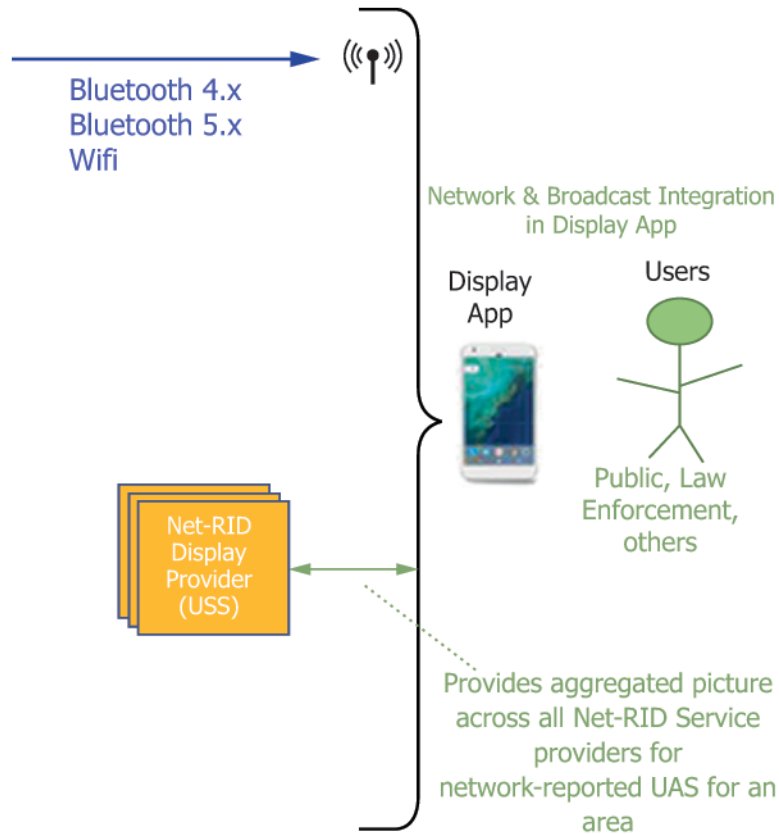 Bluetooth 4.x
Bluetooth 5.x
Wifi
Network & Broadcast Integration
in Display App
Display
App
Users
Public, Law
Enforcement,
others
Net-RID
Display
Provider
(USS)
Provides aggregated picture
across all Net-RID Service
providers for
network-reported UAS for an
area